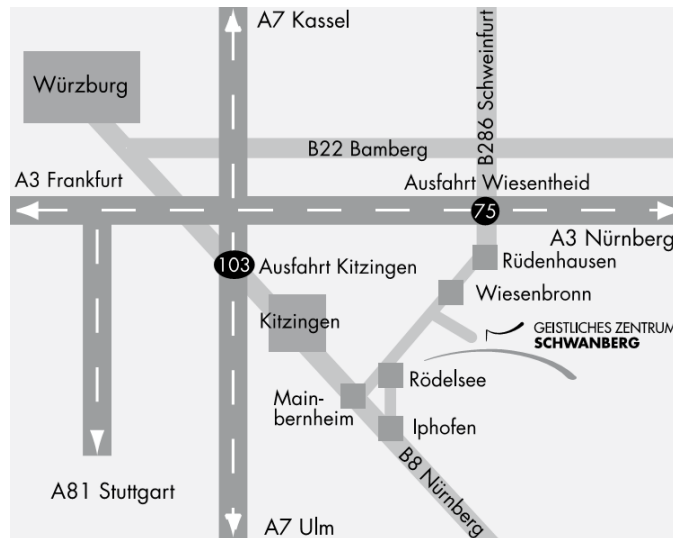 A7 Kassel
Würzburg
B286 Schweinfurt
B22 Bamberg
A3 Frankfurt
Ausfahrt Wiesentheid
75
A3 Nürnberg
103
Ausfahrt Kitzingen
Rüdenhausen
Wiesenbronn
Kitzingen
GEISTLICHES ZENTRUM
SCHWANBERG
Rödelsee
Main-
bernheim
Iphofen
B8 Nürnberg
A81 Stuttgart
A7 Ulm